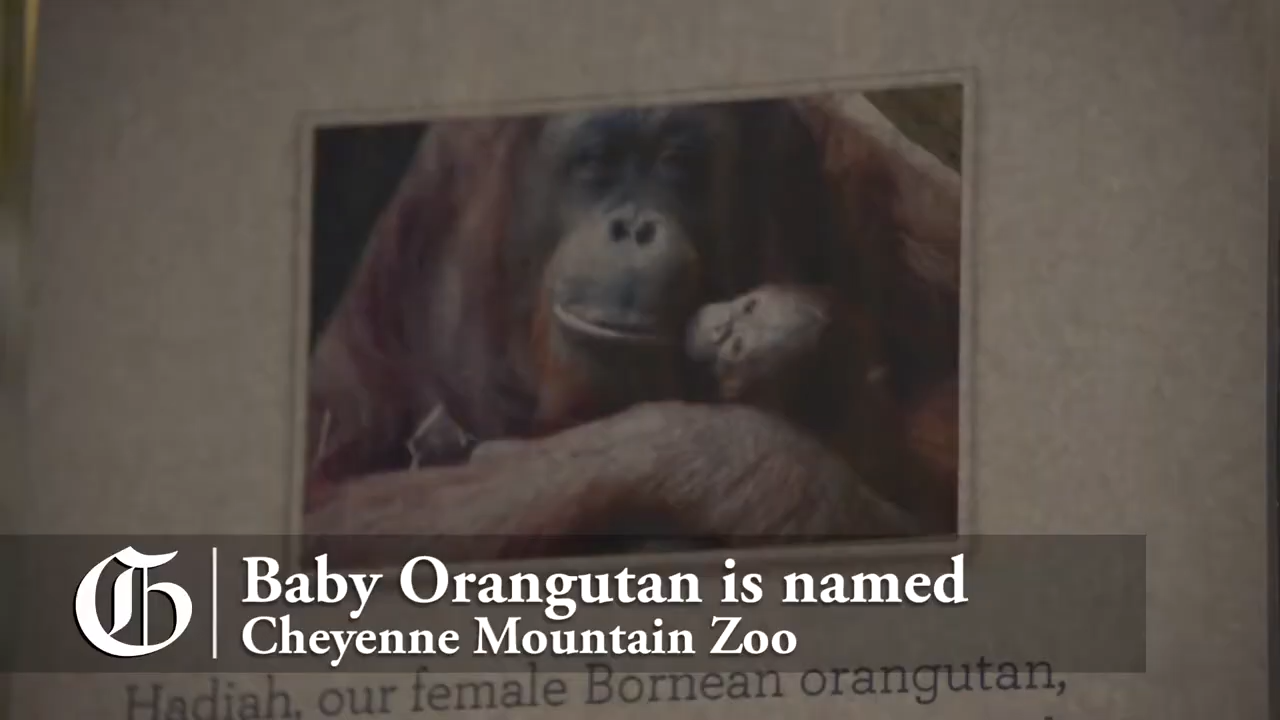 G
Baby Orangutan is named
Cheyenne Mountain Zoo
Hadiah, our female Bornean orangutan,